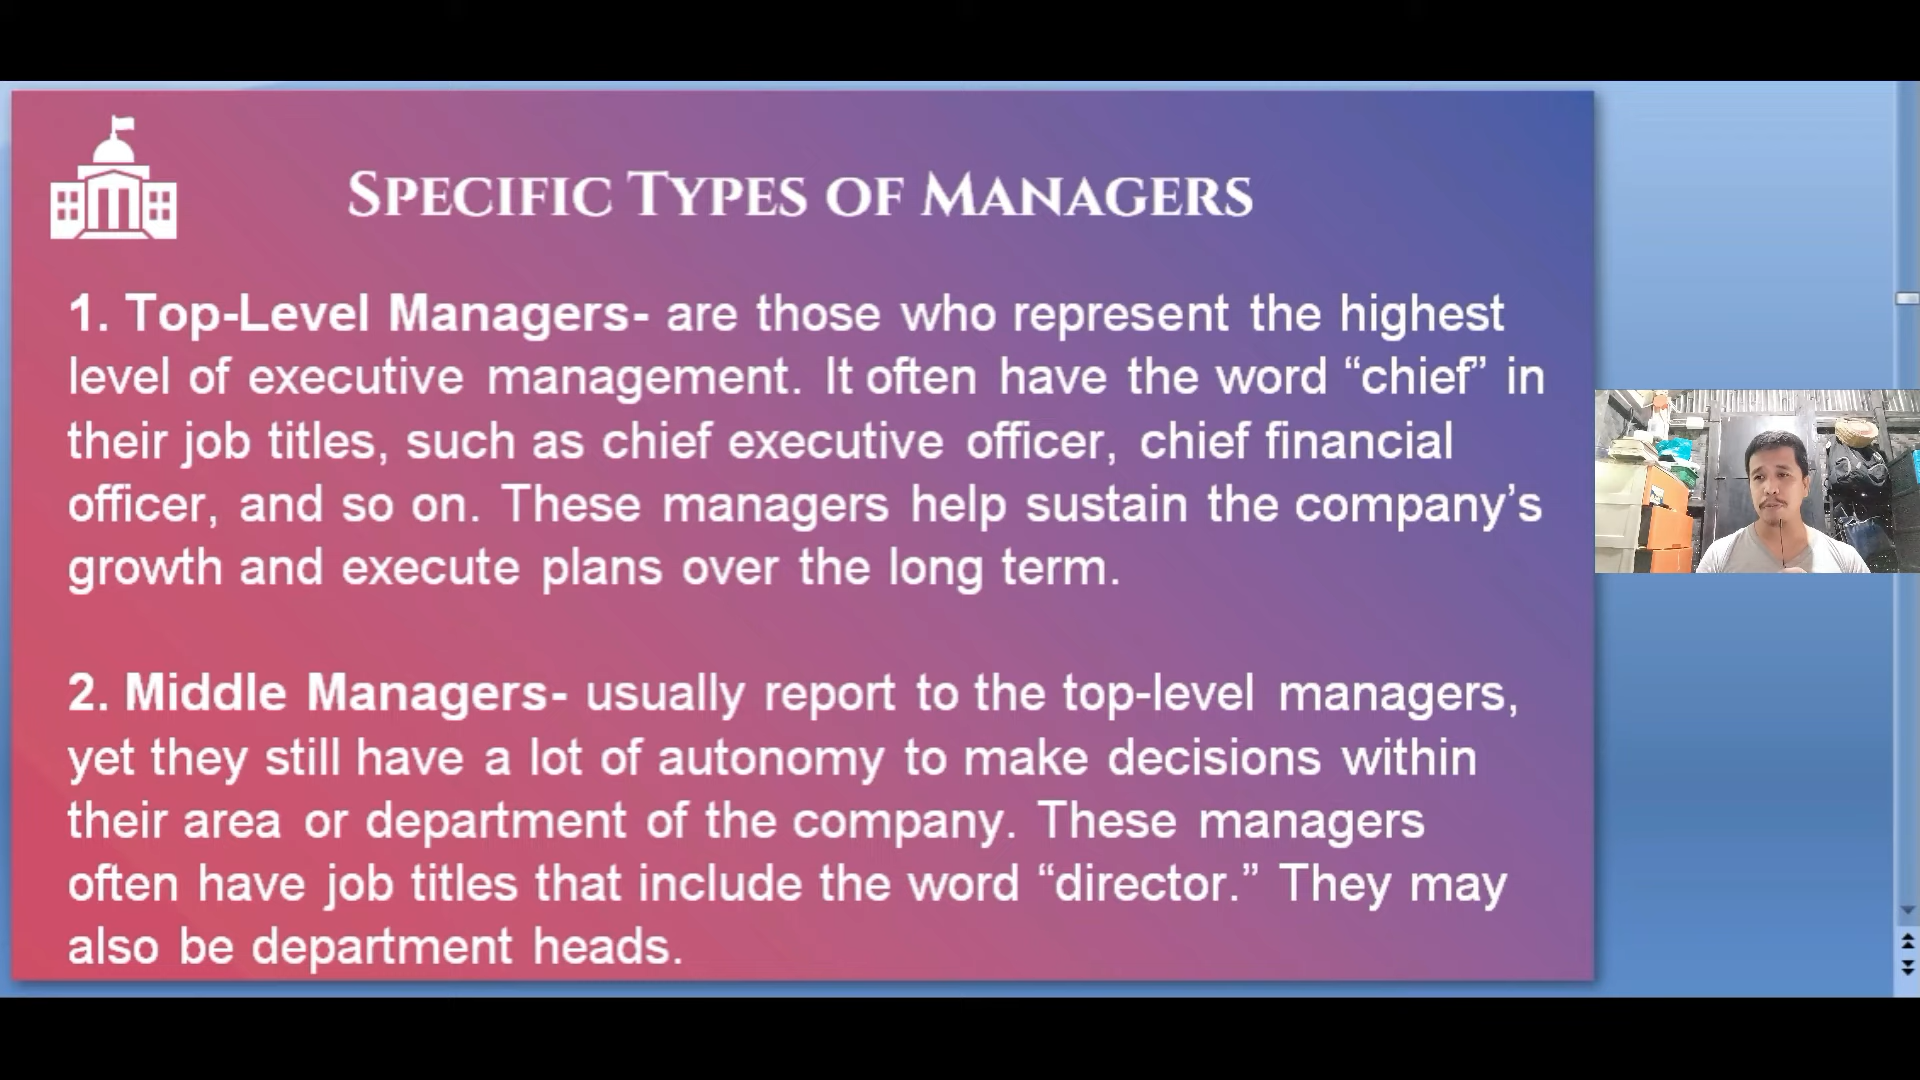 SPECIFIC TYPES OF MANAGERS
1. Top-Level Managers- are those who represent the highest
level of executive management. It often have the word “chief” in
their job titles, such as chief executive officer, chief financial
officer, and so on. These managers help sustain the company’s
growth and execute plans over the long term.
2. Middle Managers- usually report to the top-level managers,
yet they still have a lot of autonomy to make decisions within
their area or department of the company. These managers
often have job titles that include the word “director.” They may
also be department heads.